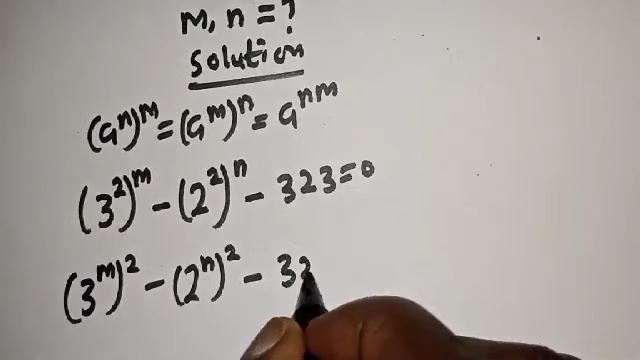 m, n = ?
Solution
(a^n)^m = (a^m)^n = a^nm
(3^2)^m - (2^2)^n - 323 = 0
(3^m)^2 - (2^n)^2 - 32